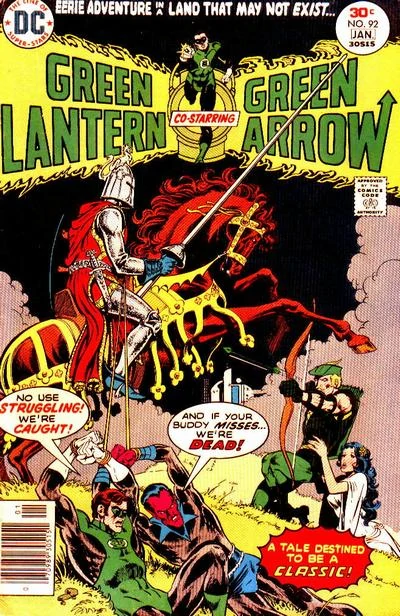 EERIE ADVENTURE IN A LAND THAT MAY NOT EXIST...
THE LINE OF
DC
SUPER-STARS
30¢
NO. 92
JAN.
30515
GREEN LANTERN
CO-STARRING
GREEN ARROW
APPROVED
BY THE
COMICS
CODE
AUTHORITY
NO USE
STRUGGLING!
WE'RE
CAUGHT!
AND IF YOUR
BUDDY MISSES...
WE'RE
DEAD!
A TALE DESTINED
TO BE A
CLASSIC!
01